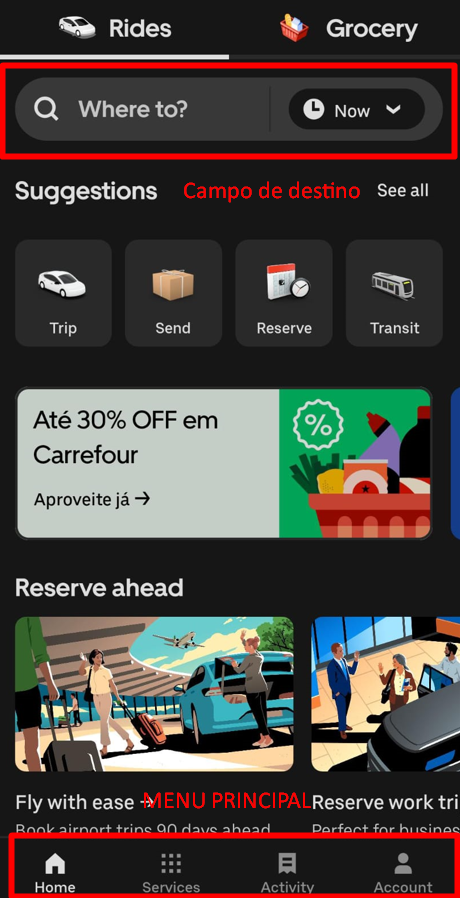 Rides Grocery
Where to? Now
Suggestions Campo de destino See all
Trip Send Reserve Transit
Até 30% OFF em
Carrefour
Aproveite já →
%
Reserve ahead
Fly with ease → MENU PRINCIPAL Reserve work tri
Book airport trips 90 days ahead Perfect for busines
Home Services Activity Account